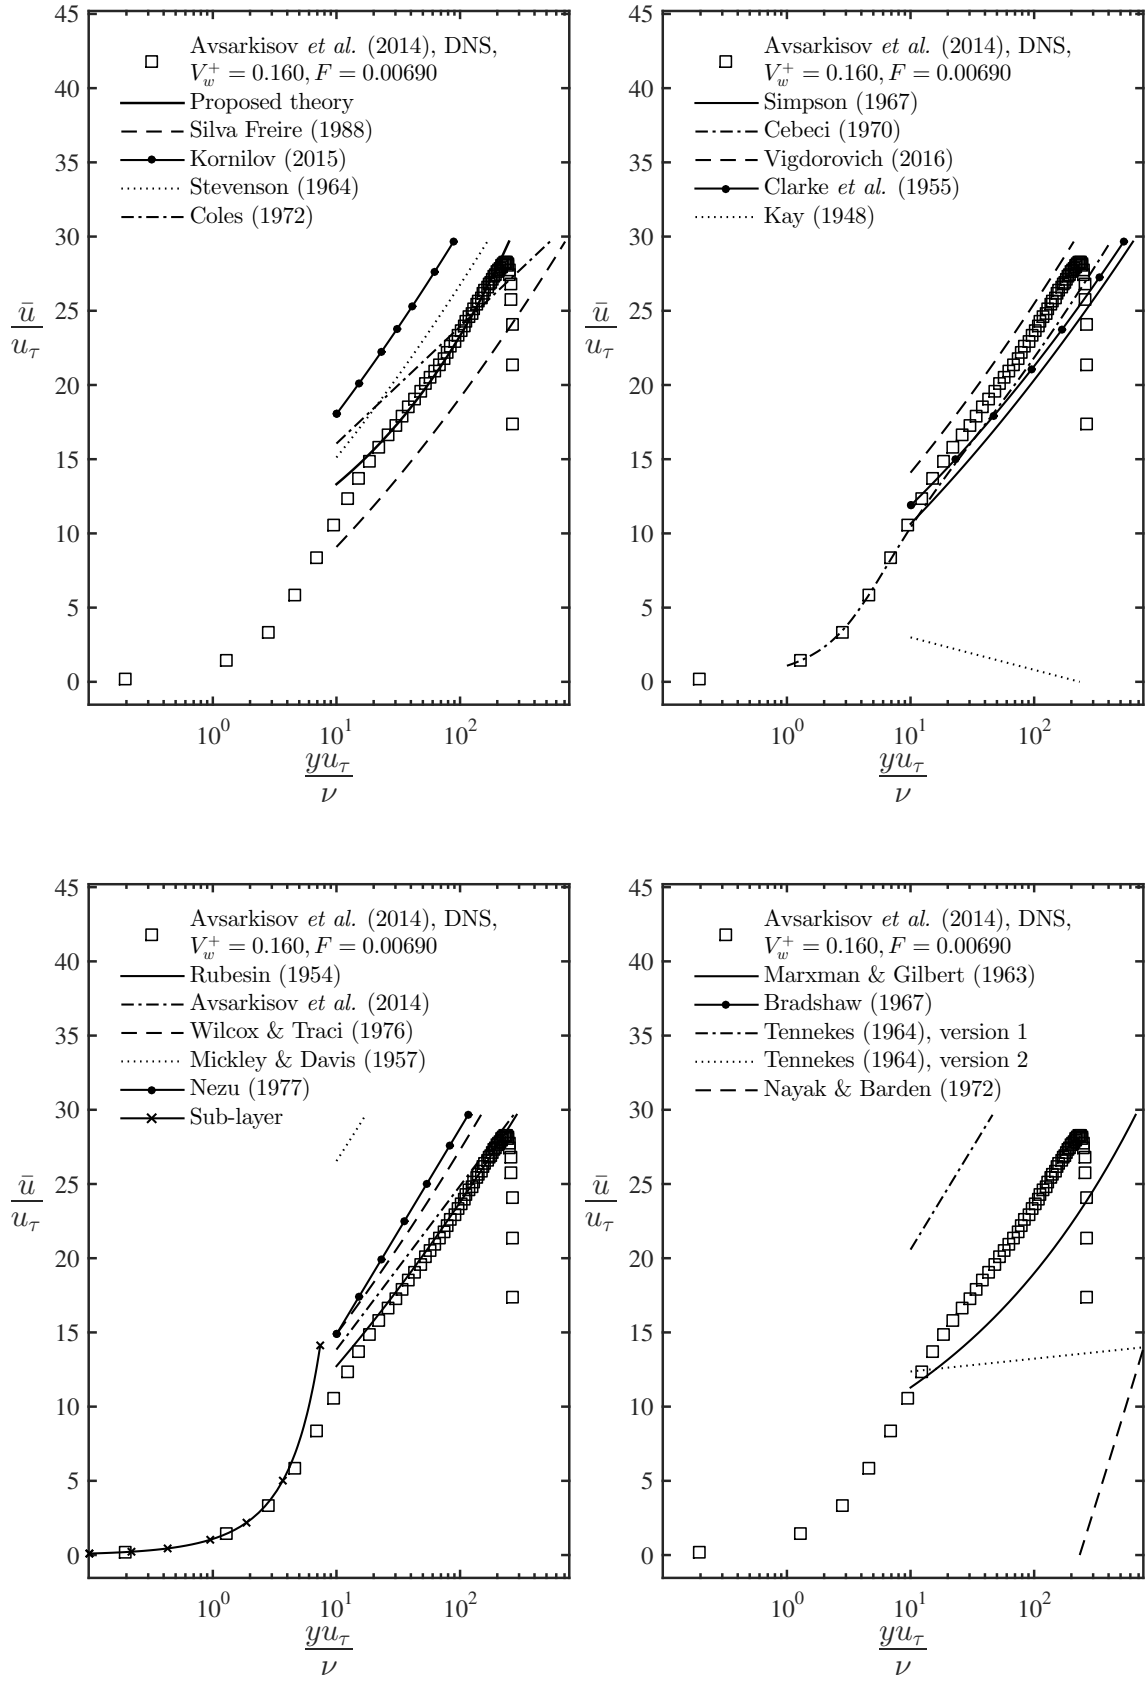 45
40
35
30
25
20
15
10
5
0
ū/u_τ
Avsarkisov et al. (2014), DNS,
V_w^+ = 0.160, F = 0.00690
Proposed theory
Silva Freire (1988)
Kornilov (2015)
Stevenson (1964)
Coles (1972)
10^0 10^1 10^2
yu_τ/ν
45
40
35
30
25
20
15
10
5
0
ū/u_τ
Avsarkisov et al. (2014), DNS,
V_w^+ = 0.160, F = 0.00690
Simpson (1967)
Cebeci (1970)
Vigdorovich (2016)
Clarke et al. (1955)
Kay (1948)
10^0 10^1 10^2
yu_τ/ν
45
40
35
30
25
20
15
10
5
0
ū/u_τ
Avsarkisov et al. (2014), DNS,
V_w^+ = 0.160, F = 0.00690
Rubesin (1954)
Avsarkisov et al. (2014)
Wilcox & Traci (1976)
Mickley & Davis (1957)
Nezu (1977)
Sub-layer
10^0 10^1 10^2
yu_τ/ν
45
40
35
30
25
20
15
10
5
0
ū/u_τ
Avsarkisov et al. (2014), DNS,
V_w^+ = 0.160, F = 0.00690
Marxman & Gilbert (1963)
Bradshaw (1967)
Tennekes (1964), version 1
Tennekes (1964), version 2
Nayak & Barden (1972)
10^0 10^1 10^2
yu_τ/ν